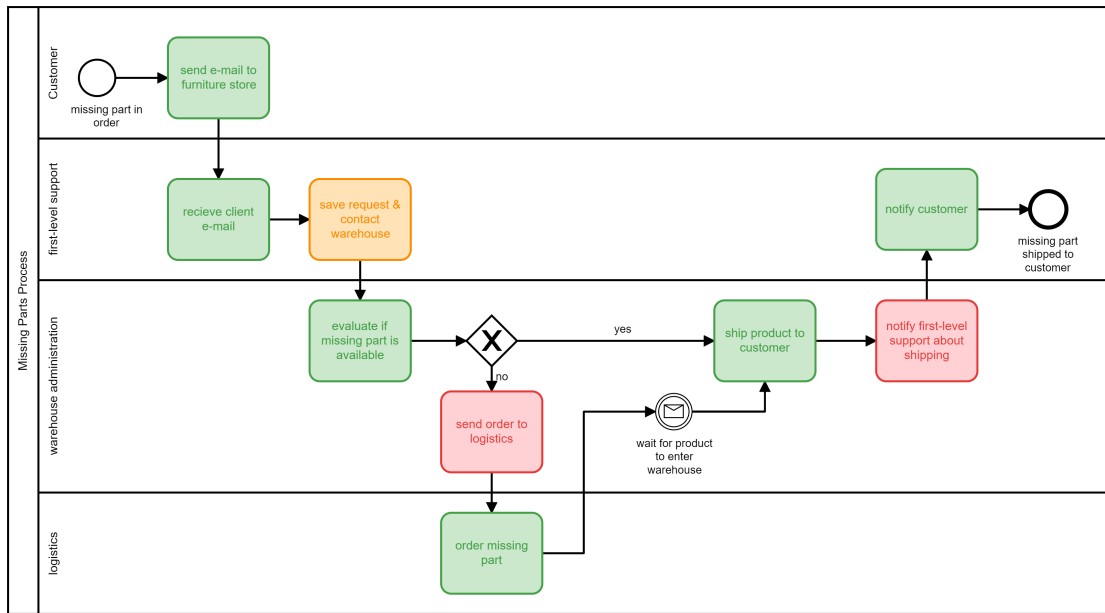 Missing Parts Process
Customer
missing part in
order
send e-mail to
furniture store
first-level support
recieve client
e-mail
save request &
contact
warehouse
notify customer
missing part
shipped to
customer
warehouse administration
evaluate if
missing part is
available
X
yes
no
ship product to
customer
notify first-level
support about
shipping
send order to
logistics
wait for product
to enter
warehouse
logistics
order missing
part